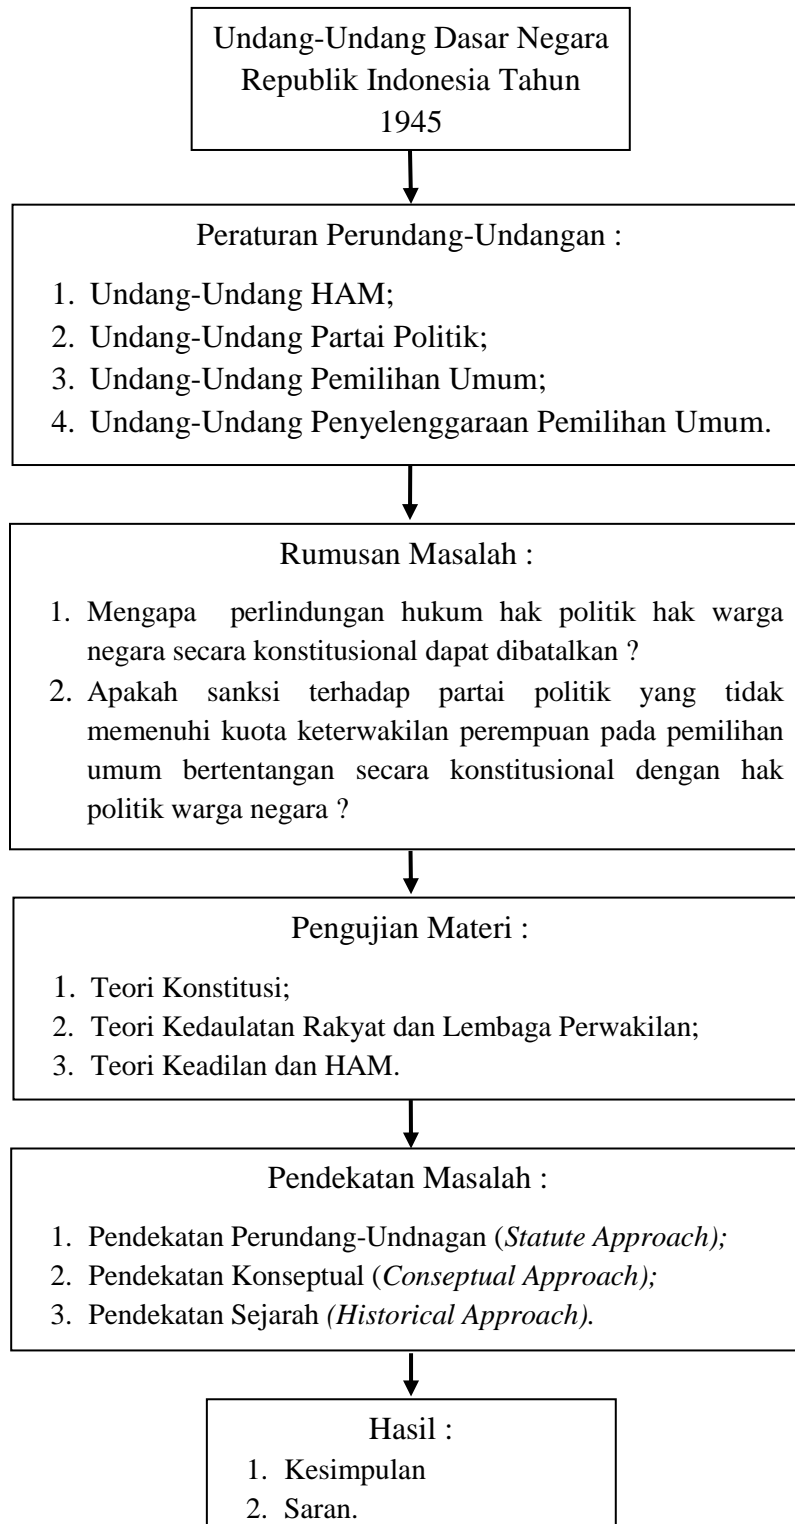 Undang-Undang Dasar Negara
Republik Indonesia Tahun
1945
Peraturan Perundang-Undangan :
1. Undang-Undang HAM;
2. Undang-Undang Partai Politik;
3. Undang-Undang Pemilihan Umum;
4. Undang-Undang Penyelenggaraan Pemilihan Umum.
Rumusan Masalah :
1. Mengapa perlindungan hukum hak politik hak warga
negara secara konstitusional dapat dibatalkan ?
2. Apakah sanksi terhadap partai politik yang tidak
memenuhi kuota keterwakilan perempuan pada pemilihan
umum bertentangan secara konstitusional dengan hak
politik warga negara ?
Pengujian Materi :
1. Teori Konstitusi;
2. Teori Kedaulatan Rakyat dan Lembaga Perwakilan;
3. Teori Keadilan dan HAM.
Pendekatan Masalah :
1. Pendekatan Perundang-Undnagan (Statute Approach);
2. Pendekatan Konseptual (Conseptual Approach);
3. Pendekatan Sejarah (Historical Approach).
Hasil :
1. Kesimpulan
2. Saran.